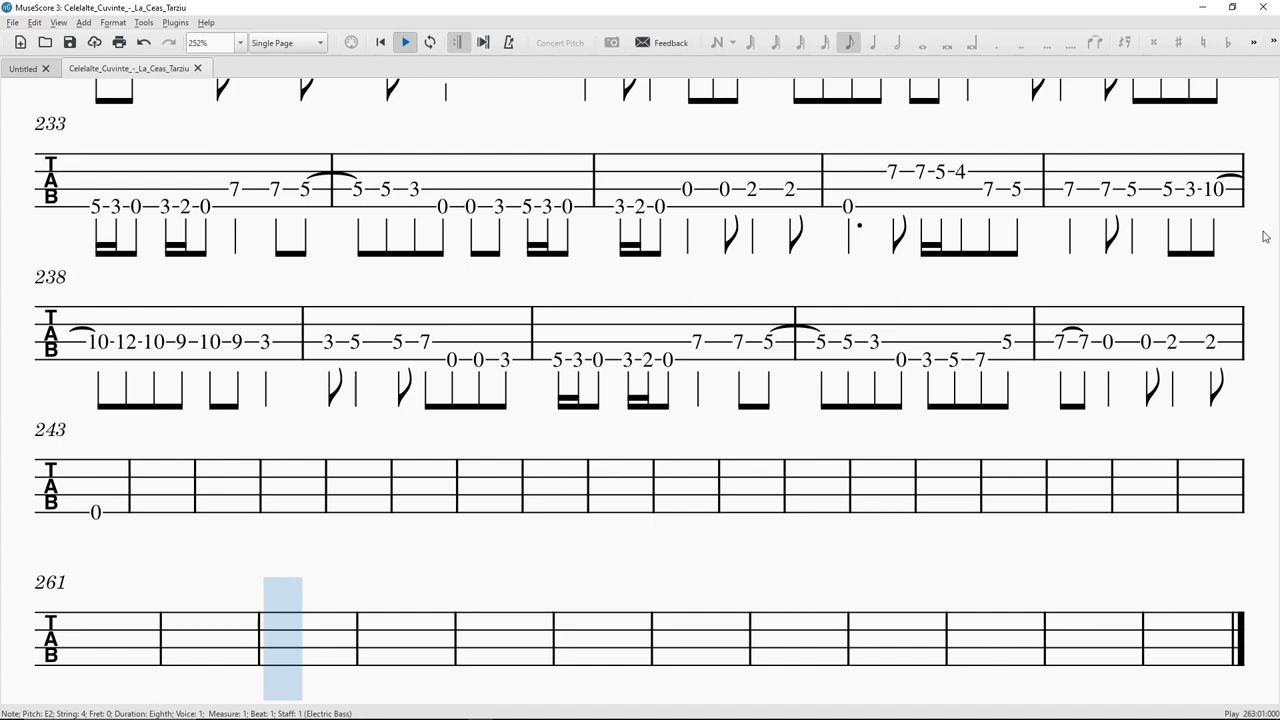 MuseScore 3: Celelalte_Cuvinte_-_La_Ceas_Tarziu
File Edit View Add Format Tools Plugins Help
252% Single Page Concert Pitch Feedback
Untitled Celelalte_Cuvinte_-_La_Ceas_Tarziu
233
TAB
7-7-5-4
7 7-5 5-5-3 0 0-2 2 7-5 7 7-5 5-3-10
5-3-0 3-2-0 0-0-3 5-3-0 3-2-0 0
238
TAB
10-12-10-9-10-9-3 3-5 5-7 7 7-5 5-5-3 5 7-7-0 0-2 2
0-0-3 5-3-0 3-2-0 0-3-5-7
243
TAB
0
261
TAB
Note; Pitch: E2; String: 4; Fret: 0; Duration: Eighth; Voice: 1; Measure: 1; Beat: 1; Staff: 1 (Electric Bass) Play 263:01:000